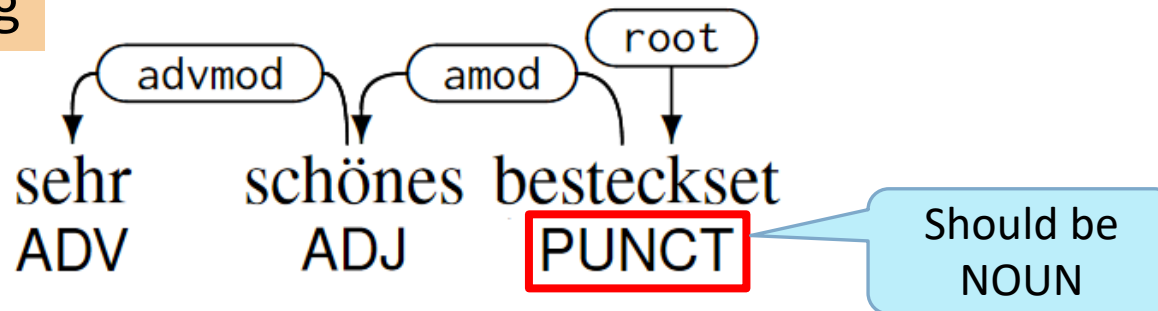 g
root
advmod amod
sehr schönes besteckset
ADV ADJ PUNCT
Should be
NOUN